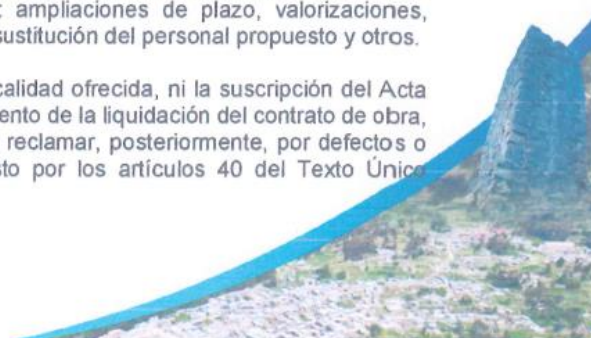 : ampliaciones de plazo, valorizaciones,
sustitución del personal propuesto y otros.
calidad ofrecida, ni la suscripción del Acta
ento de la liquidación del contrato de obra,
reclamar, posteriormente, por defectos o
sto por los artículos 40 del Texto Único